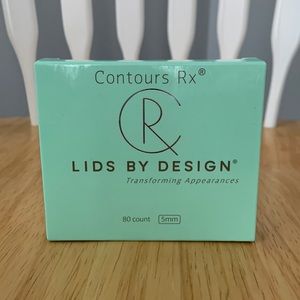 Contours Rx®
CR
LIDS BY DESIGN®
Transforming Appearances
80 count 5mm